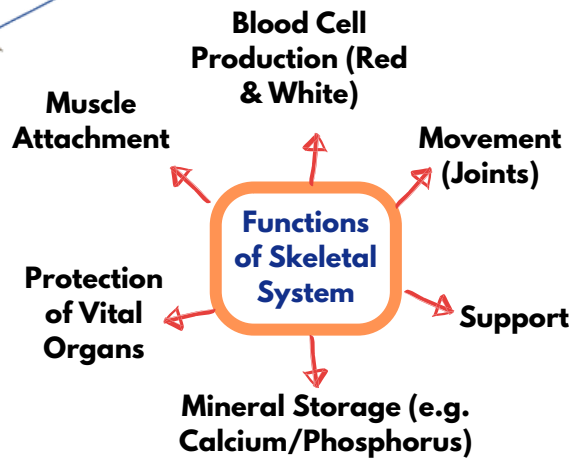 Blood Cell
Production (Red
& White)
Muscle
Attachment
Movement
(Joints)
Functions
of Skeletal
System
Protection
of Vital
Organs
Support
Mineral Storage (e.g.
Calcium/Phosphorus)